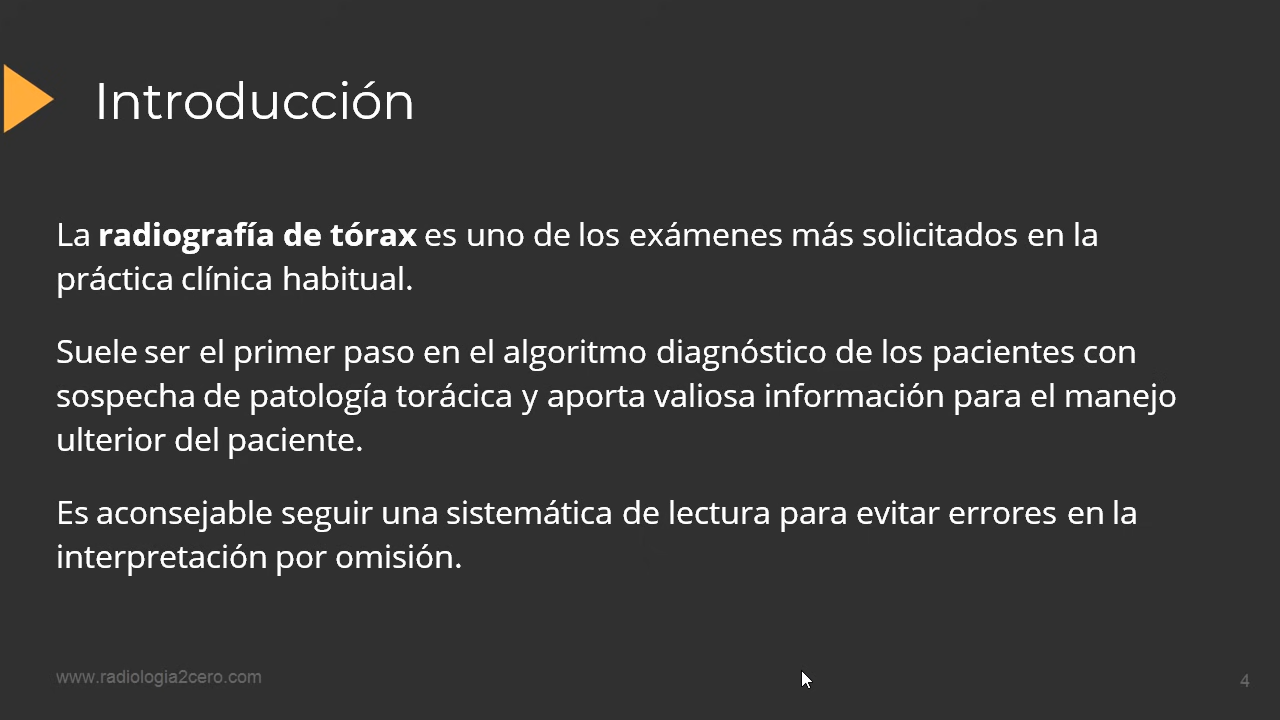 Introducción
La radiografía de tórax es uno de los exámenes más solicitados en la
práctica clínica habitual.
Suele ser el primer paso en el algoritmo diagnóstico de los pacientes con
sospecha de patología torácica y aporta valiosa información para el manejo
ulterior del paciente.
Es aconsejable seguir una sistemática de lectura para evitar errores en la
interpretación por omisión.
www.radiologia2cero.com
4